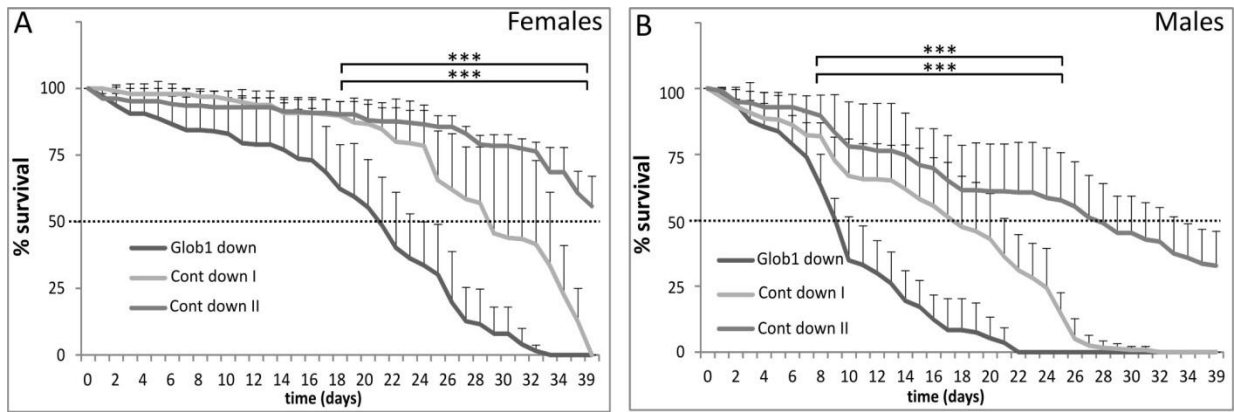 A
Females
***
***
100
75
50
25
0
% survival
Glob1 down
Cont down I
Cont down II
0 2 4 6 8 10 11 13 14 16 18 20 22 24 26 28 30 32 34 39
time (days)
B
Males
***
***
100
75
50
25
0
% survival
Glob1 down
Cont down I
Cont down II
0 2 4 6 8 10 12 14 16 18 20 22 24 26 28 30 32 34 39
time (days)